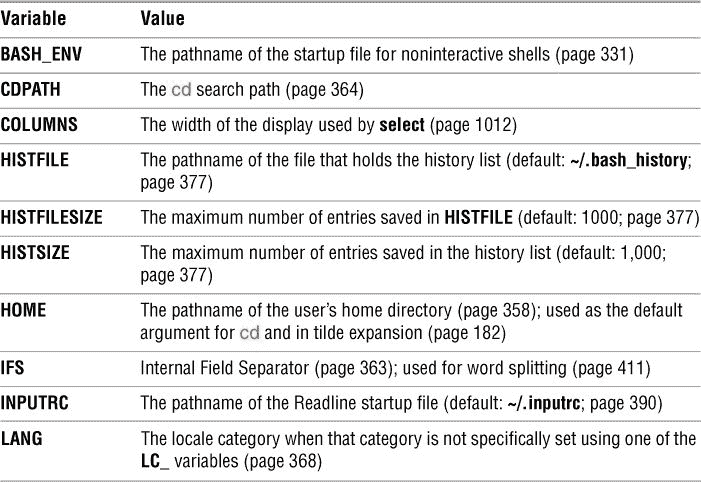 Variable Value
BASH_ENV The pathname of the startup file for noninteractive shells (page 331)
CDPATH The cd search path (page 364)
COLUMNS The width of the display used by select (page 1012)
HISTFILE The pathname of the file that holds the history list (default: ~/.bash_history;
page 377)
HISTFILESIZE The maximum number of entries saved in HISTFILE (default: 1000; page 377)
HISTSIZE The maximum number of entries saved in the history list (default: 1,000;
page 377)
HOME The pathname of the user’s home directory (page 358); used as the default
argument for cd and in tilde expansion (page 182)
IFS Internal Field Separator (page 363); used for word splitting (page 411)
INPUTRC The pathname of the Readline startup file (default: ~/.inputrc; page 390)
LANG The locale category when that category is not specifically set using one of the
LC_ variables (page 368)